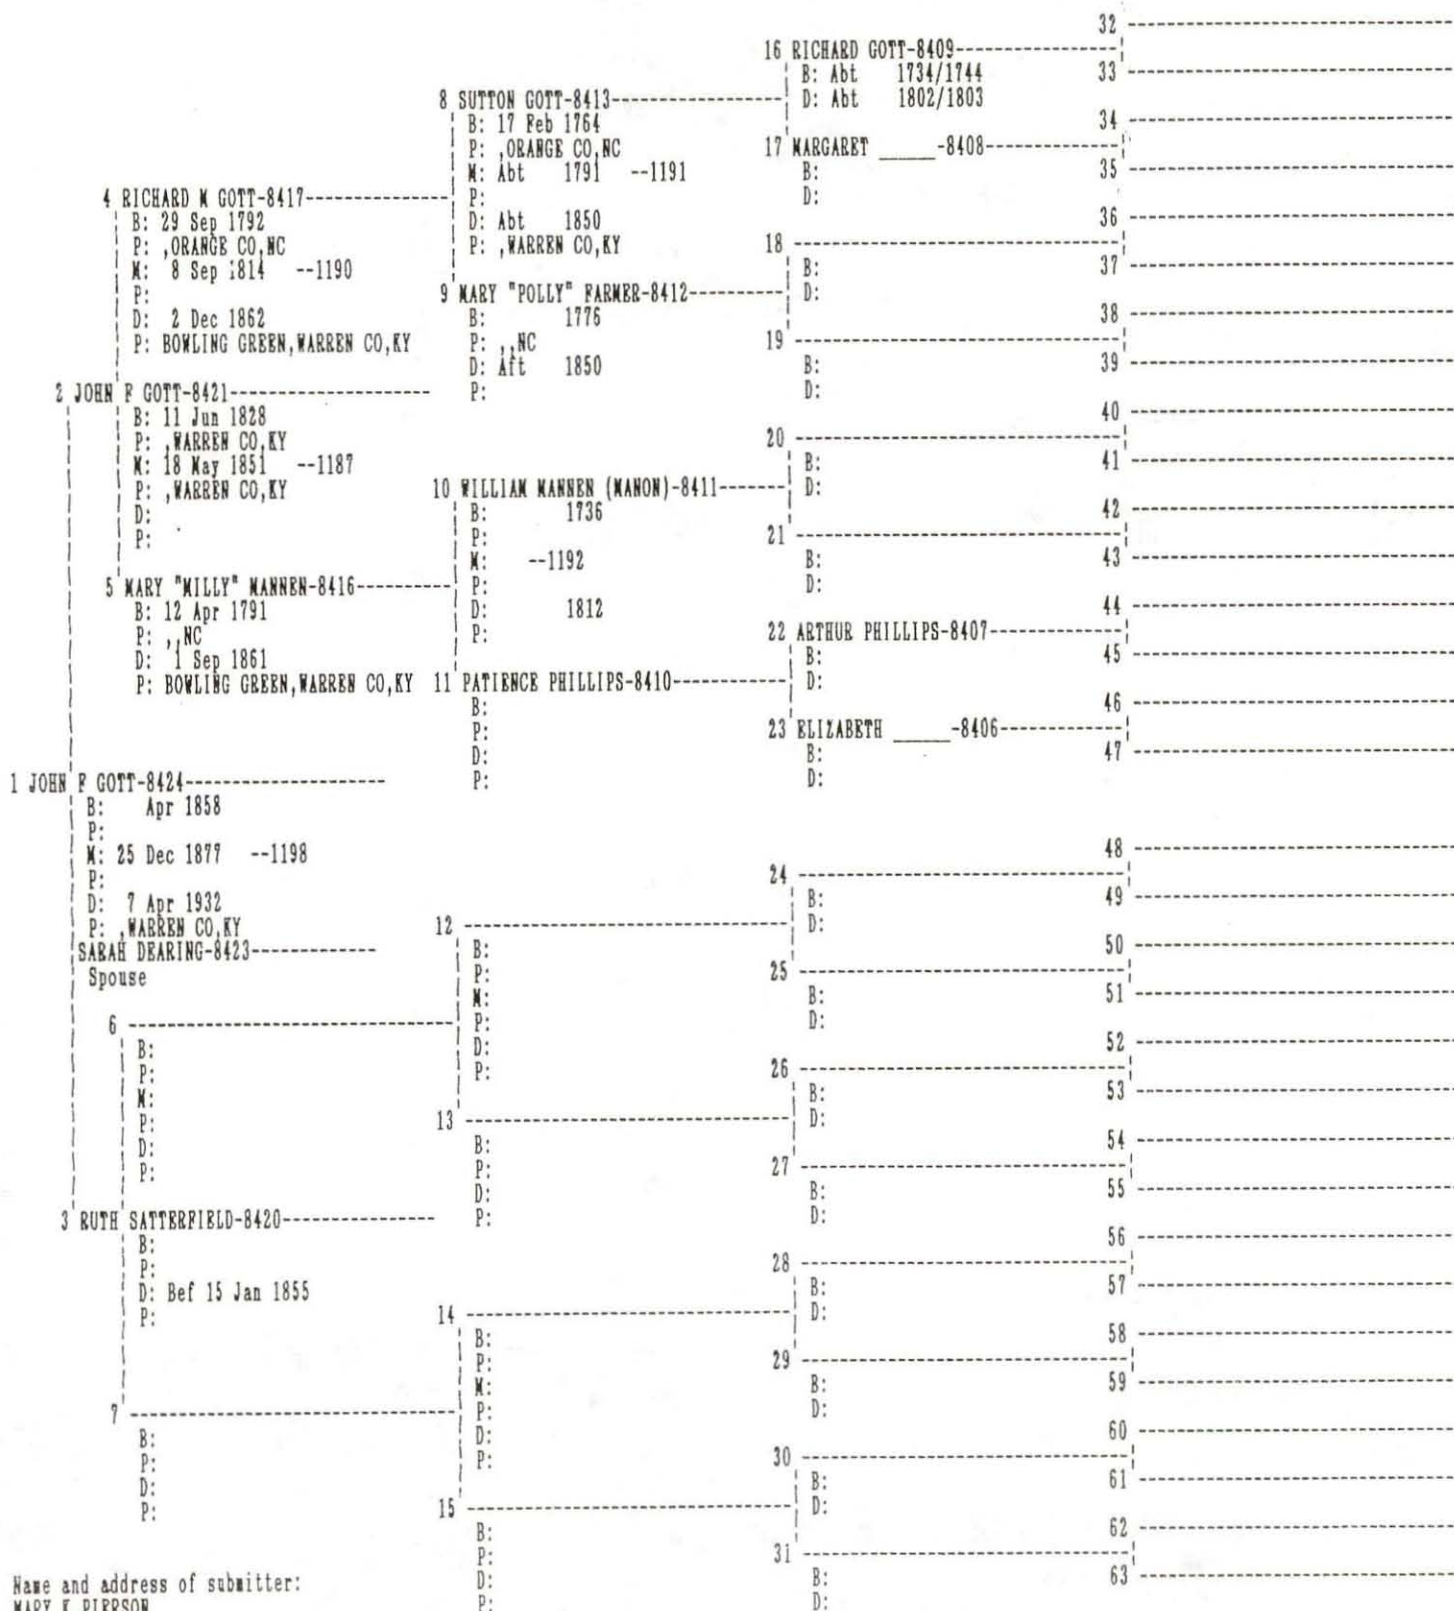 1 JOHN F GOTT-8424
B: Apr 1858
P:
M: 25 Dec 1877 --1198
P:
D: 7 Apr 1932
P: ,WARREN CO,KY
SARAH DEARING-8423
Spouse
2 JOHN F GOTT-8421
B: 11 Jun 1828
P: ,WARREN CO,KY
M: 18 May 1851 --1187
P: ,WARREN CO,KY
D:
P:
3 RUTH SATTERFIELD-8420
B:
P:
D: Bef 15 Jan 1855
P:
4 RICHARD M GOTT-8417
B: 29 Sep 1792
P: ,ORANGE CO,NC
M: 8 Sep 1814 --1190
P:
D: 2 Dec 1862
P: BOWLING GREEN,WARREN CO,KY
5 MARY "MILLY" MANNEN-8416
B: 12 Apr 1791
P: ,,NC
D: 1 Sep 1861
P: BOWLING GREEN,WARREN CO,KY
6
B:
P:
M:
P:
D:
P:
7
B:
P:
D:
P:
8 SUTTON GOTT-8413
B: 17 Feb 1764
P: ,ORANGE CO,NC
M: Abt 1791 --1191
P:
D: Abt 1850
P: ,WARREN CO,KY
9 MARY "POLLY" FARMER-8412
B: 1776
P: ,,NC
D: Aft 1850
P:
10 WILLIAM MANNEN (MANON)-8411
B: 1736
P:
M: --1192
P:
D: 1812
P:
11 PATIENCE PHILLIPS-8410
B:
P:
D:
P:
12
B:
P:
M:
P:
D:
P:
13
B:
P:
D:
P:
14
B:
P:
M:
P:
D:
P:
15
B:
P:
D:
P:
16 RICHARD GOTT-8409
B: Abt 1734/1744
D: Abt 1802/1803
17 MARGARET ______-8408
B:
D:
18
B:
D:
19
B:
D:
20
B:
D:
21
B:
D:
22 ARTHUR PHILLIPS-8407
B:
D:
23 ELIZABETH ______-8406
B:
D:
24
B:
D:
25
B:
D:
26
B:
D:
27
B:
D:
28
B:
D:
29
B:
D:
30
B:
D:
31
B:
D:
32
33
34
35
36
37
38
39
40
41
42
43
44
45
46
47
48
49
50
51
52
53
54
55
56
57
58
59
60
61
62
63
Name and address of submitter:
MARY K PIERSON